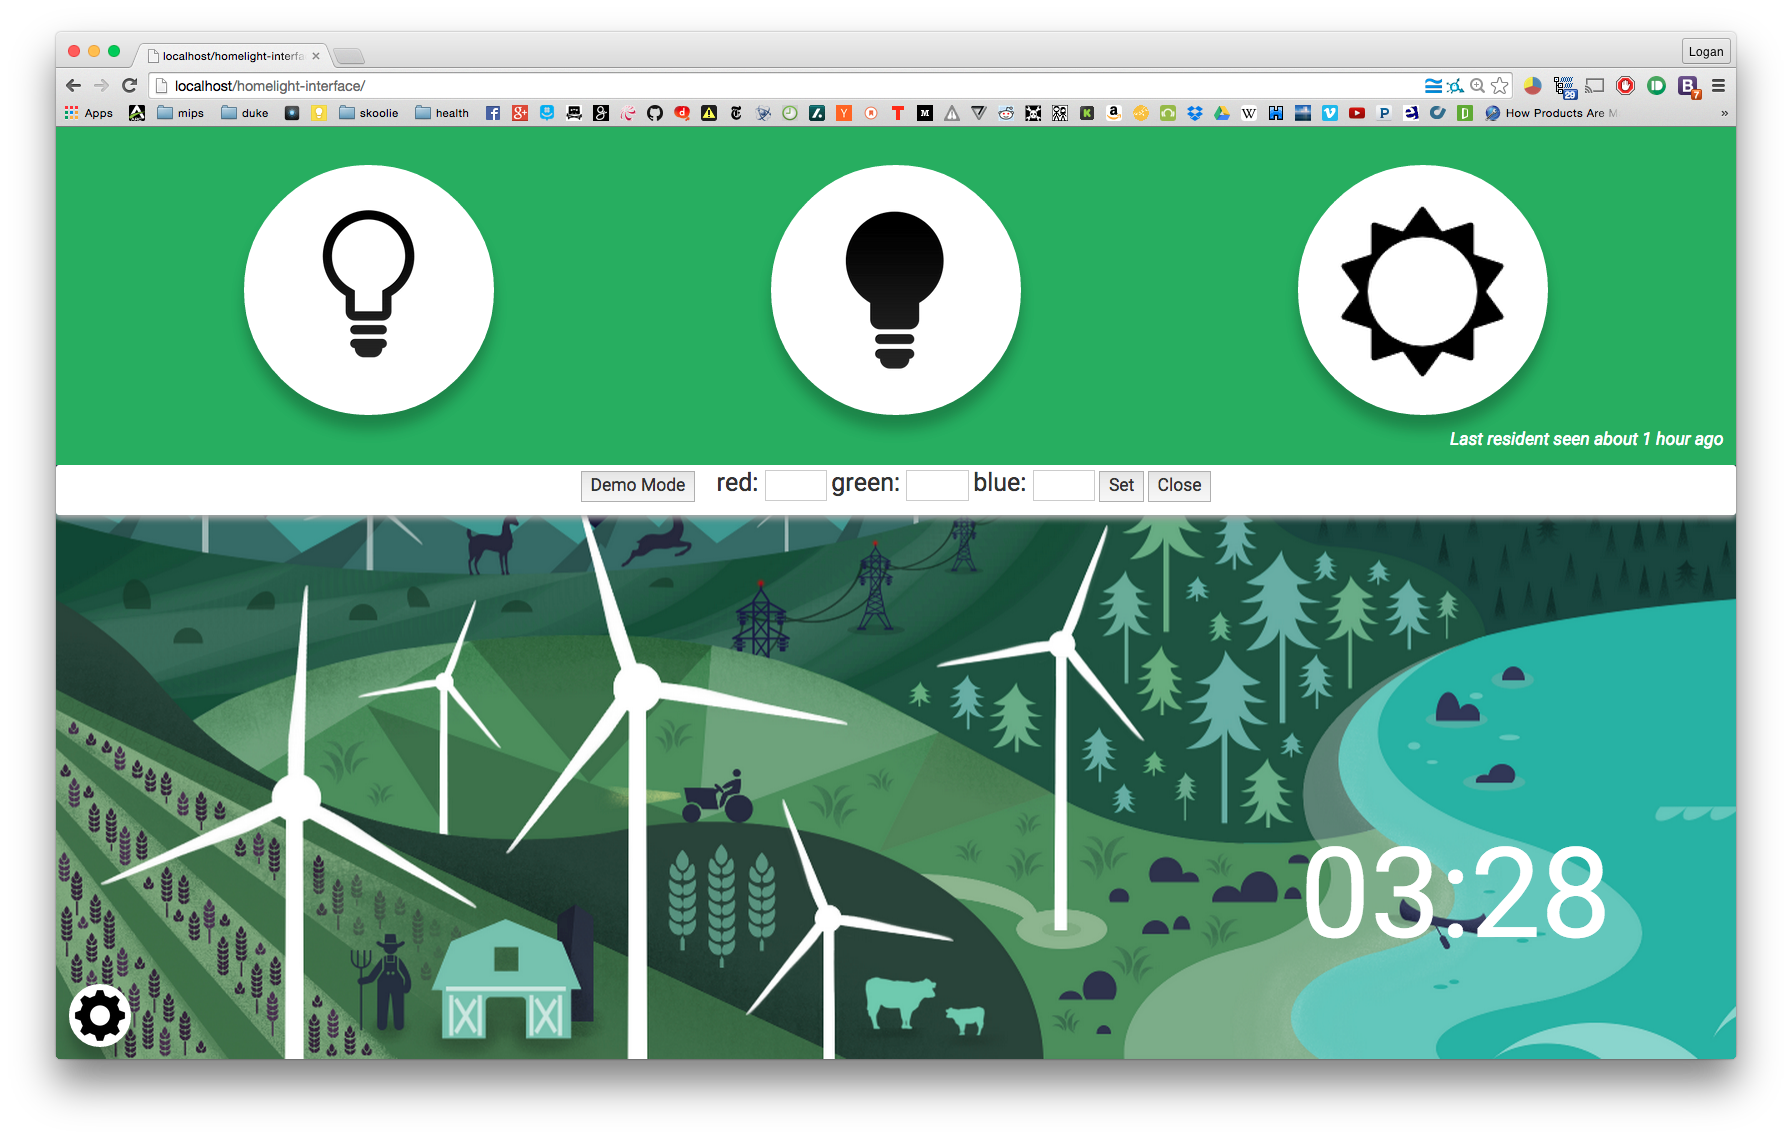 localhost/homelight-interfa
Logan
localhost/homelight-interface/
Apps mips duke skoolie health How Products Are M
Last resident seen about 1 hour ago
Demo Mode red: green: blue: Set Close
03:28